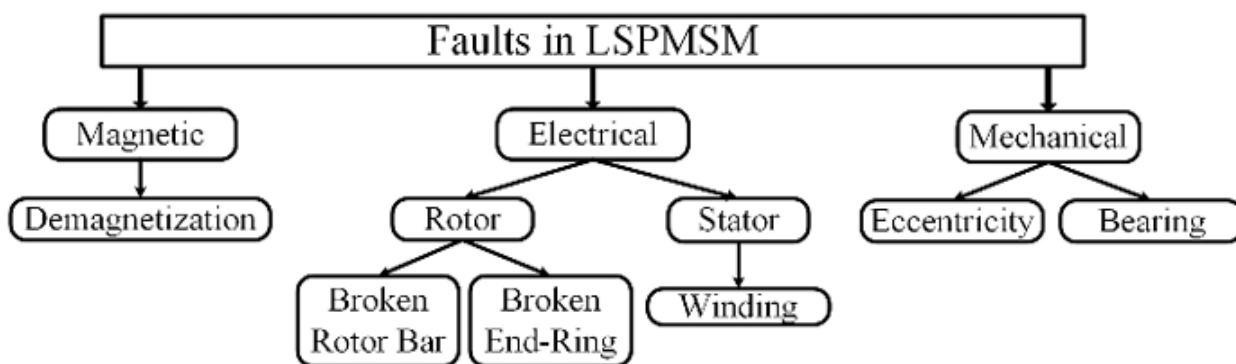 Faults in LSPMSM
Magnetic
Electrical
Mechanical
Demagnetization
Rotor
Stator
Eccentricity
Bearing
Broken
Rotor Bar
Broken
End-Ring
Winding